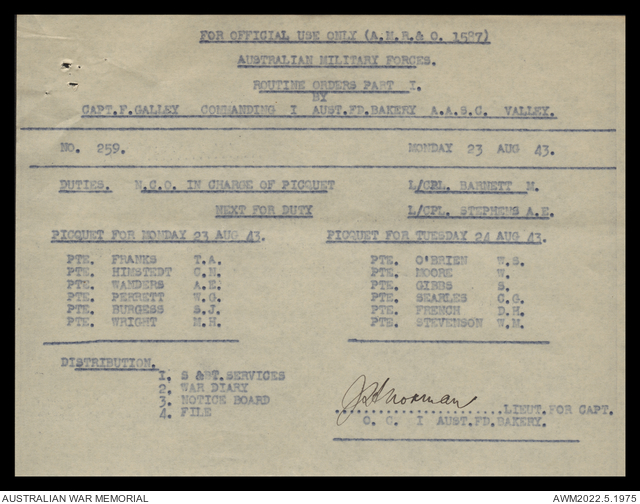 FOR OFFICIAL USE ONLY (A.M.R.& O. 1587)
AUSTRALIAN MILITARY FORCES.
ROUTINE ORDERS PART I.
BY
CAPT.F.GALLEY COMMANDING I AUST.FD.BAKERY A.A.S.C. VALLEY.
NO. 259. MONDAY 23 AUG 43.
DUTIES. N.C.O. IN CHARGE OF PICQUET L/CPL. BARNETT M.
NEXT FOR DUTY L/CPL. STEPHENS A.E.
PICQUET FOR MONDAY 23 AUG 43. PICQUET FOR TUESDAY 24 AUG 43.
PTE. FRANKS T.A. PTE. O'BRIEN W.S.
PTE. HIMSTEDT C.N. PTE. MOORE W.
PTE. WANDERS A.E. PTE. GIBBS S.
PTE. PERRETT W.G. PTE. SEARLES C.G.
PTE. BURGESS S.J. PTE. FRENCH D.H.
PTE. WRIGHT M.H. PTE. STEVENSON W.M.
DISTRIBUTION.
1. S &BT.SERVICES
2. WAR DIARY
3. NOTICE BOARD
4. FILE
Norman
....................LIEUT.FOR CAPT.
O. C. I AUST.FD.BAKERY.
AUSTRALIAN WAR MEMORIAL AWM2022.5.1975